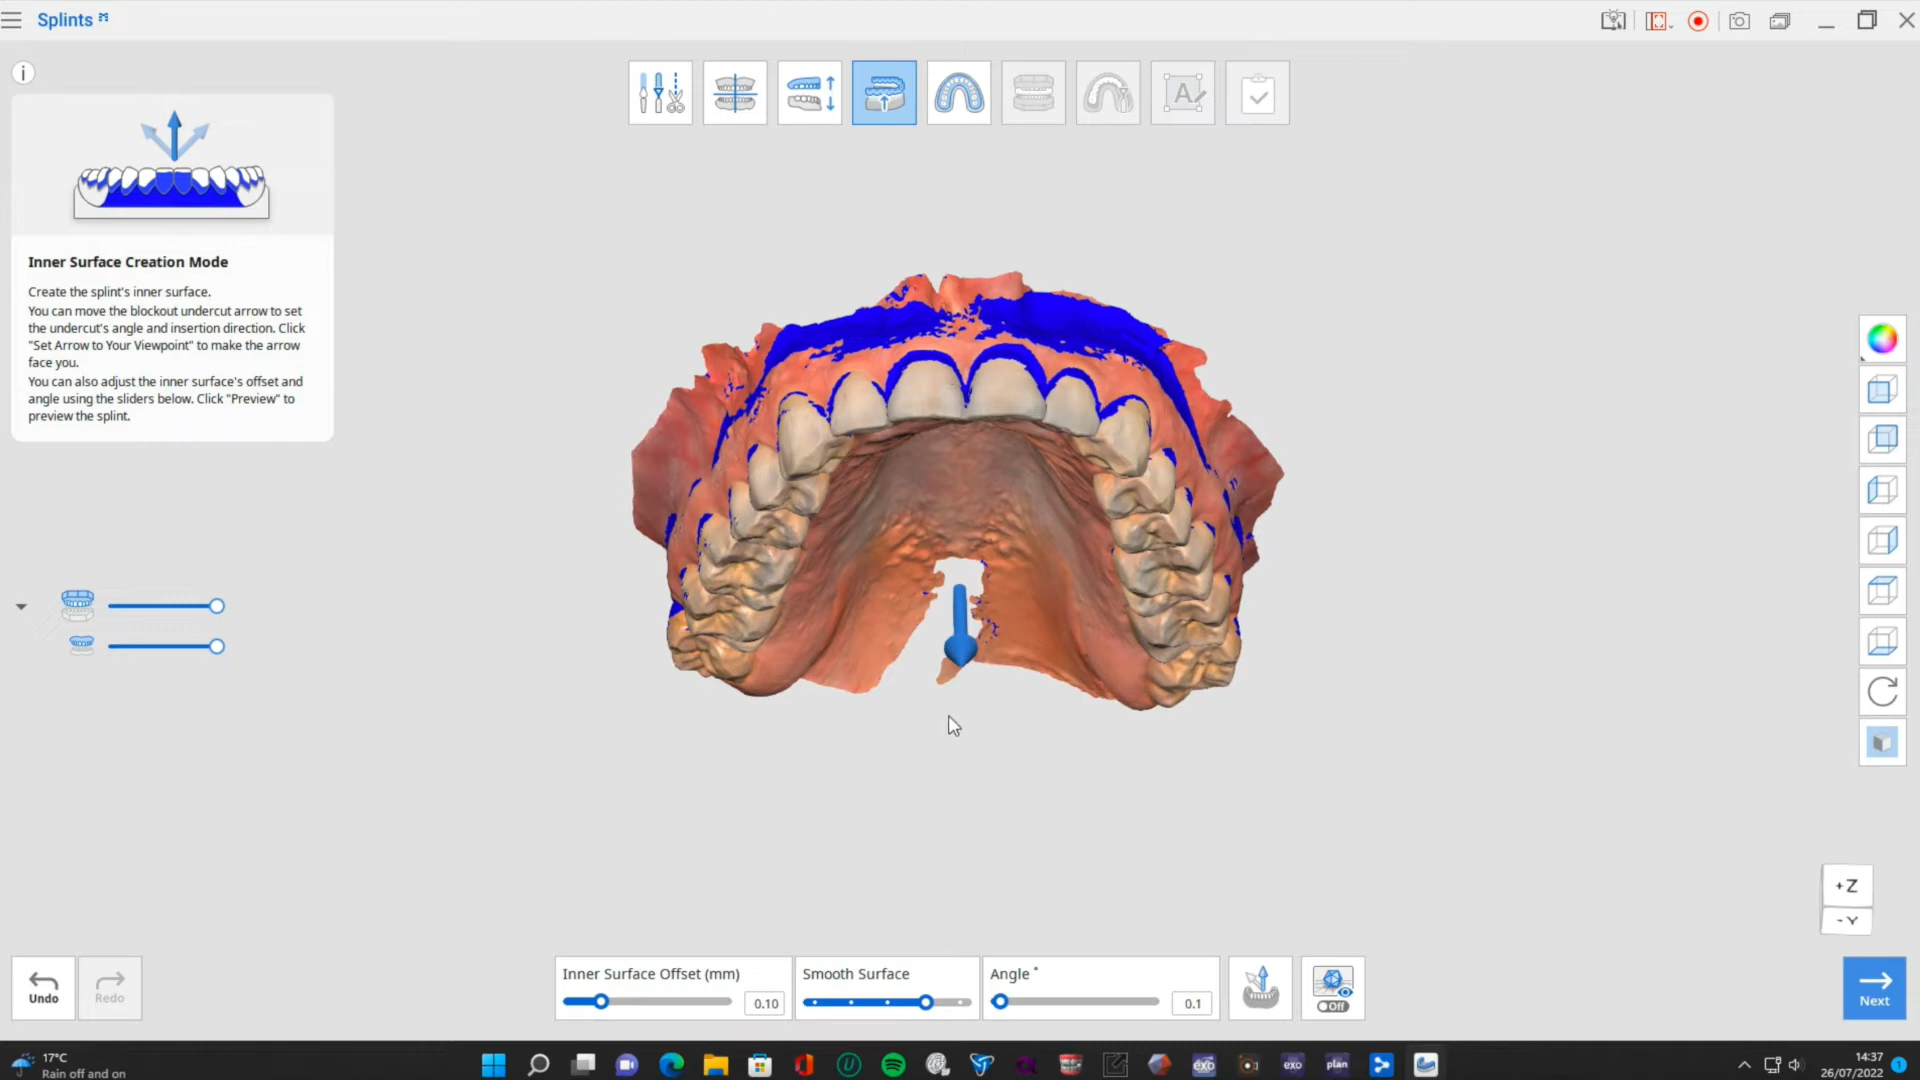 Splints
Inner Surface Creation Mode
Create the splint's inner surface.
You can move the blockout undercut arrow to set
the undercut's angle and insertion direction. Click
"Set Arrow to Your Viewpoint" to make the arrow
face you.
You can also adjust the inner surface's offset and
angle using the sliders below. Click "Preview" to
preview the splint.
A
+Z
-Y
Undo
Redo
Inner Surface Offset (mm)
0.10
Smooth Surface
Angle °
0.1
Off
Next
17°C
Rain off and on
exo
exo
plan
14:37
26/07/2022
1